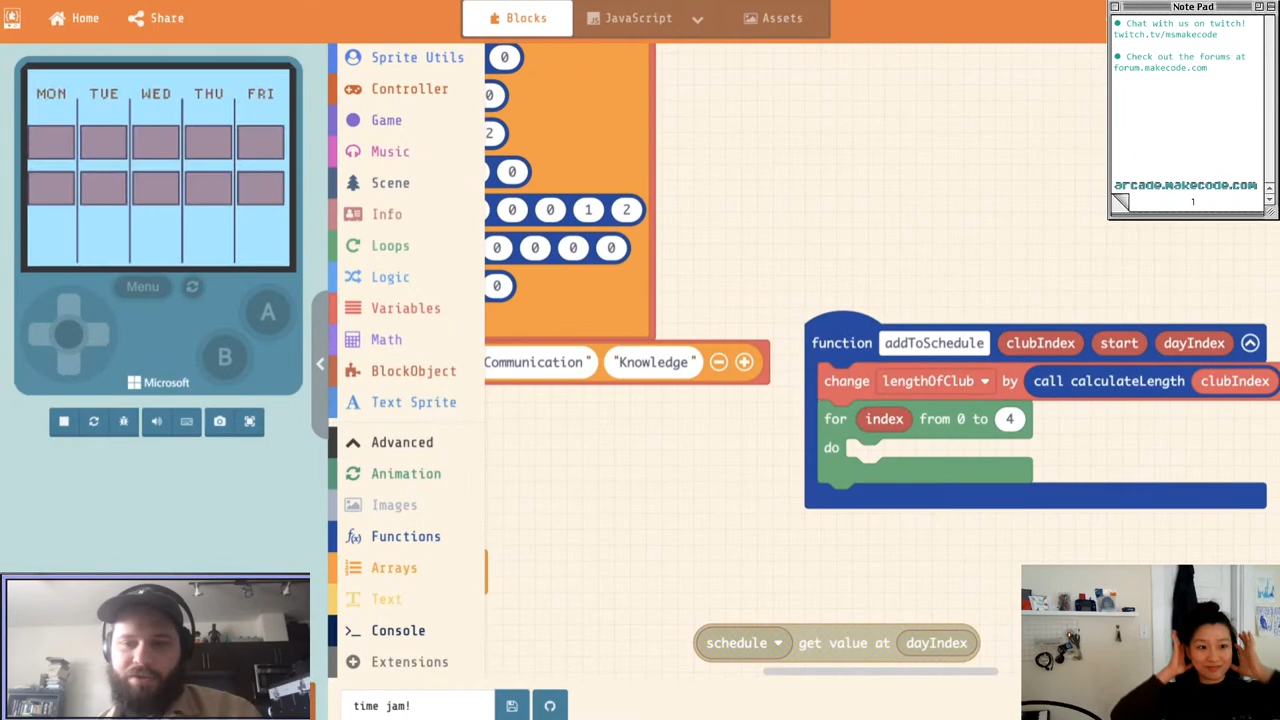 Home
Share
Blocks
JavaScript
Assets
Note Pad
Chat with us on twitch!
twitch.tv/msmakecode
Check out the forums at
forum.makecode.com
arcade.makecode.com
1
MON TUE WED THU FRI
Menu
A
B
Microsoft
Sprite Utils
Controller
Game
Music
Scene
Info
Loops
Logic
Variables
Math
BlockObject
Text Sprite
Advanced
Animation
Images
Functions
Arrays
Text
Console
Extensions
0
0
2
0
0 0 1 2
0 0 0 0
0
Communication " "Knowledge "
function addToSchedule clubIndex start dayIndex
change lengthOfClub by call calculateLength clubIndex
for index from 0 to 4
do
schedule get value at dayIndex
time jam!